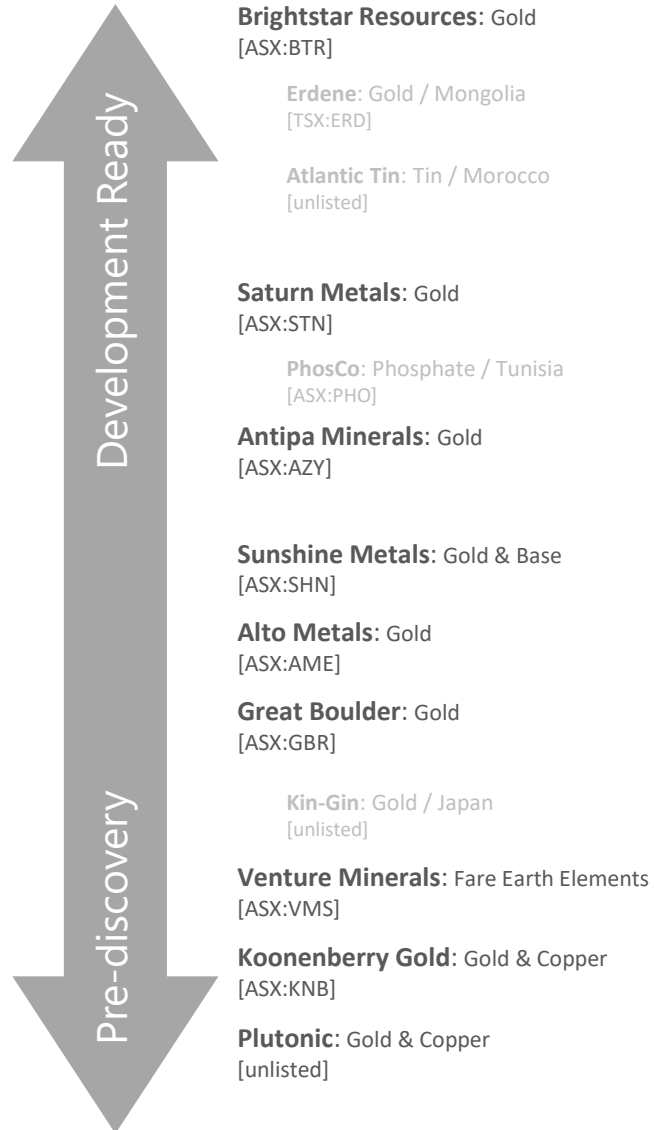 Development Ready
Pre-discovery
Brightstar Resources: Gold
[ASX:BTR]
Erdene: Gold / Mongolia
[TSX:ERD]
Atlantic Tin: Tin / Morocco
[unlisted]
Saturn Metals: Gold
[ASX:STN]
PhosCo: Phosphate / Tunisia
[ASX:PHO]
Antipa Minerals: Gold
[ASX:AZY]
Sunshine Metals: Gold & Base
[ASX:SHN]
Alto Metals: Gold
[ASX:AME]
Great Boulder: Gold
[ASX:GBR]
Kin-Gin: Gold / Japan
[unlisted]
Venture Minerals: Fare Earth Elements
[ASX:VMS]
Koonenberry Gold: Gold & Copper
[ASX:KNB]
Plutonic: Gold & Copper
[unlisted]